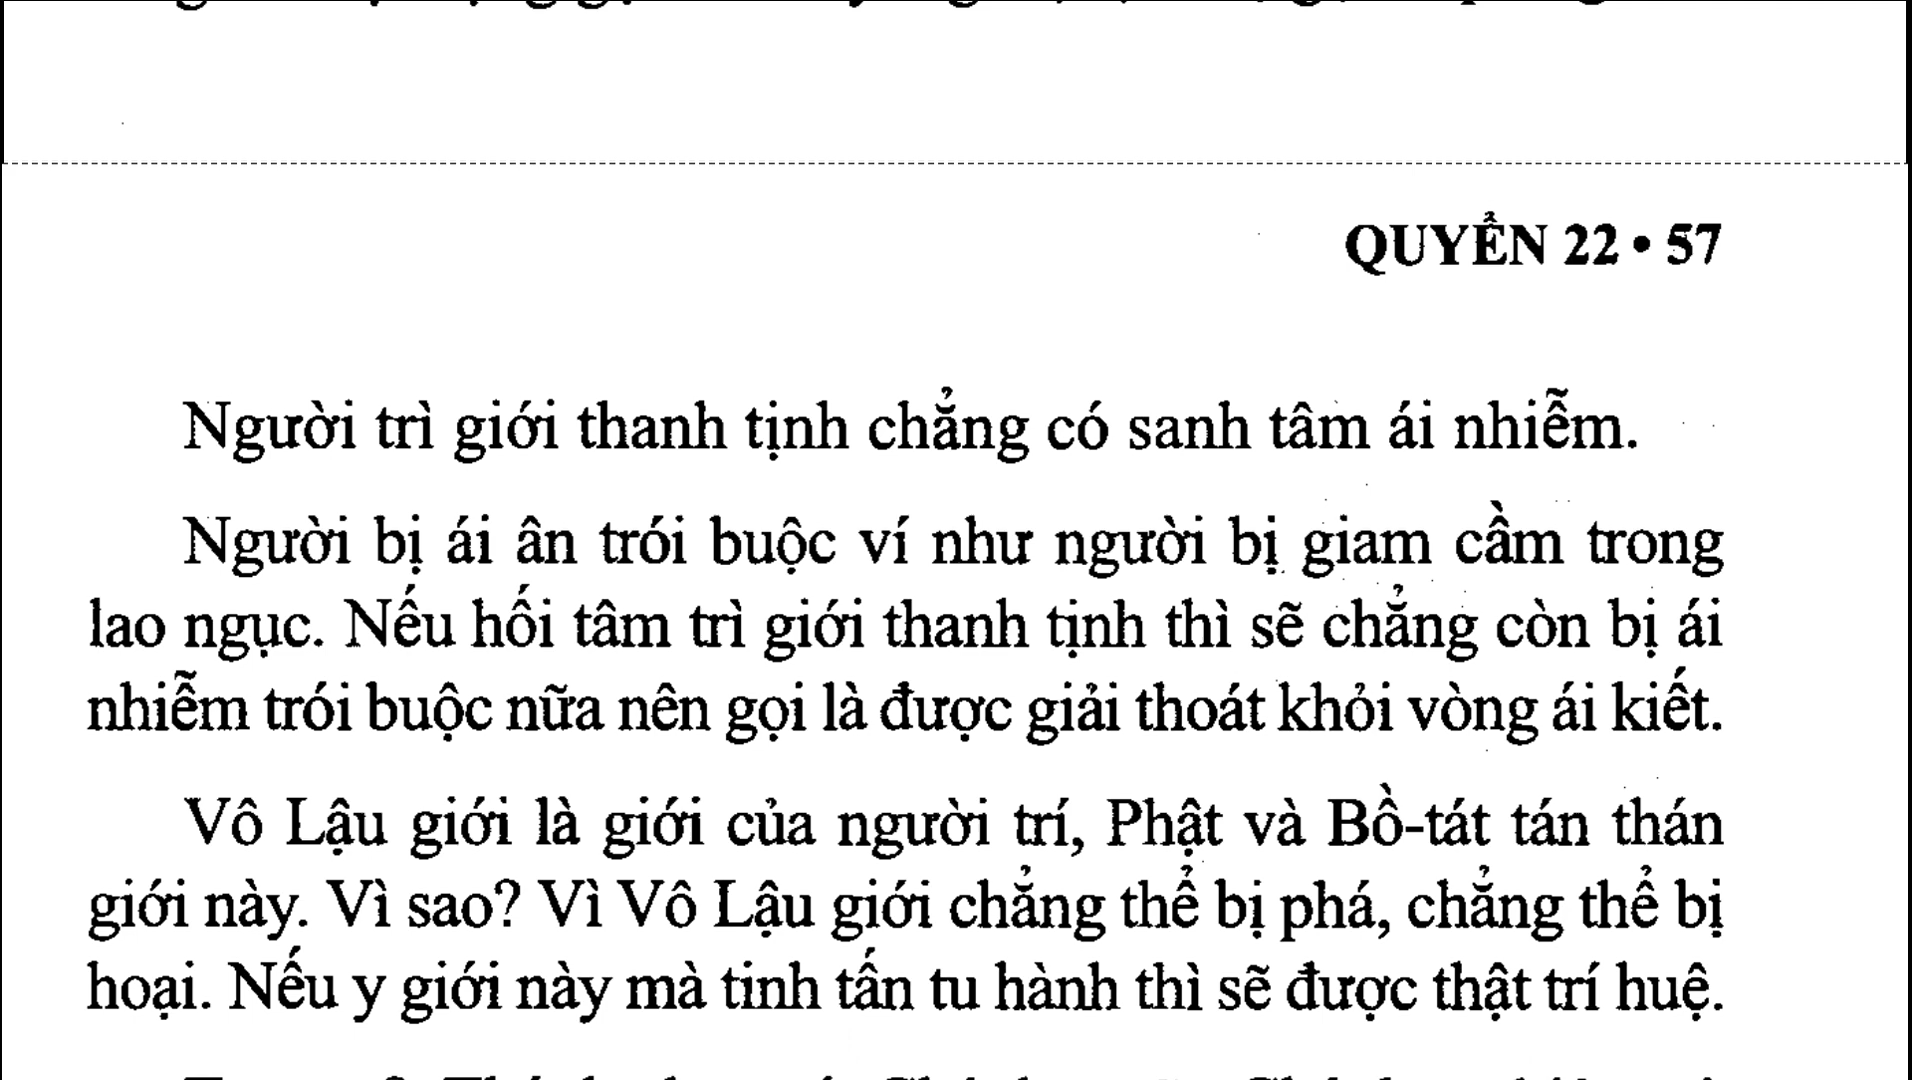 QUYỂN 22 • 57
Người trì giới thanh tịnh chẳng có sanh tâm ái nhiễm.
Người bị ái ân trói buộc ví như người bị giam cầm trong
lao ngục. Nếu hối tâm trì giới thanh tịnh thì sẽ chẳng còn bị ái
nhiễm trói buộc nữa nên gọi là được giải thoát khỏi vòng ái kiết.
Vô Lậu giới là giới của người trí, Phật và Bồ-tát tán thán
giới này. Vì sao? Vì Vô Lậu giới chẳng thể bị phá, chẳng thể bị
hoại. Nếu y giới này mà tinh tấn tu hành thì sẽ được thật trí huệ.